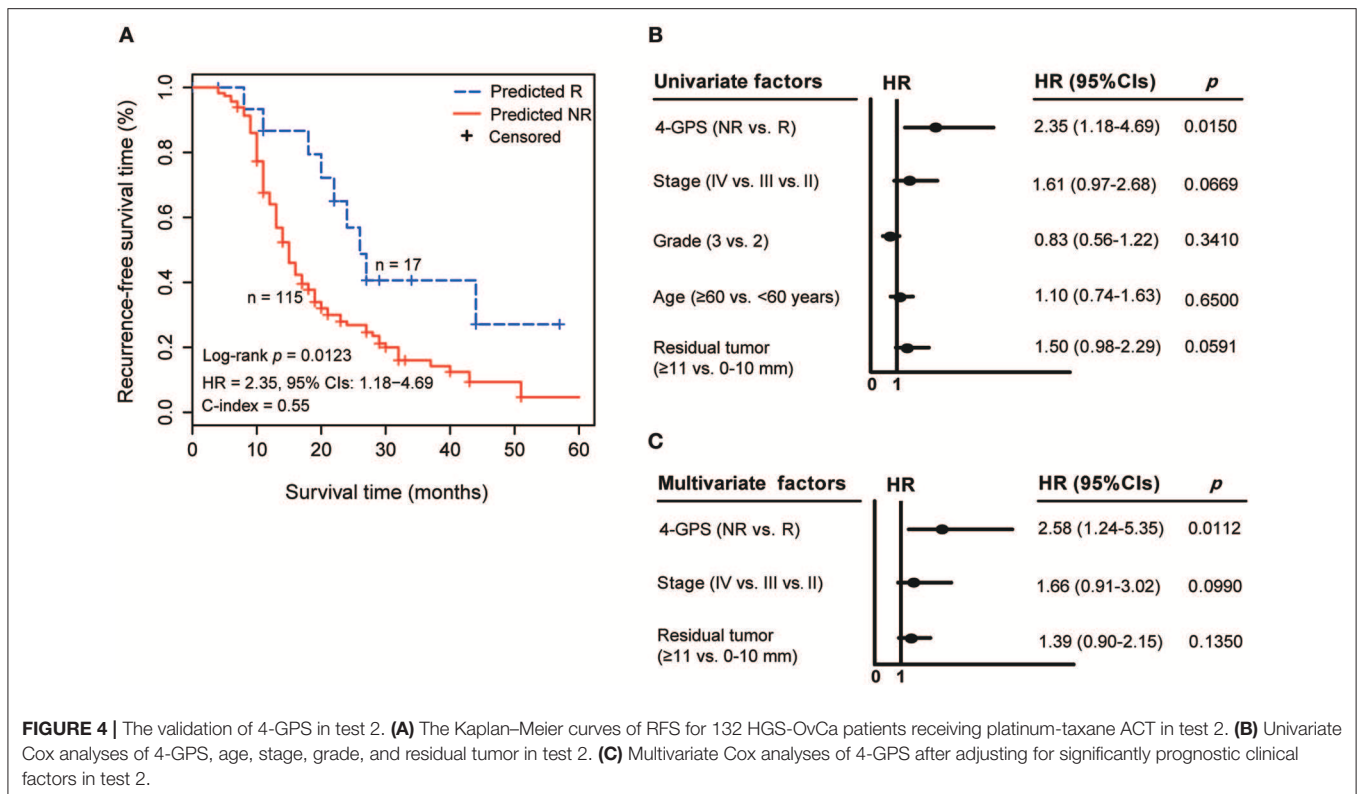 A
Recurrence-free survival time (%)
1.0
0.8
0.6
0.4
0.2
0.0
Predicted R
Predicted NR
+ Censored
n = 17
n = 115
Log-rank p = 0.0123
HR = 2.35, 95% CIs: 1.18–4.69
C-index = 0.55
0 10 20 30 40 50 60
Survival time (months)
B
Univariate factors HR HR (95%CIs) p
4-GPS (NR vs. R) 2.35 (1.18-4.69) 0.0150
Stage (IV vs. III vs. II) 1.61 (0.97-2.68) 0.0669
Grade (3 vs. 2) 0.83 (0.56-1.22) 0.3410
Age (≥60 vs. <60 years) 1.10 (0.74-1.63) 0.6500
Residual tumor
(≥11 vs. 0-10 mm) 1.50 (0.98-2.29) 0.0591
0 1
C
Multivariate factors HR HR (95%CIs) p
4-GPS (NR vs. R) 2.58 (1.24-5.35) 0.0112
Stage (IV vs. III vs. II) 1.66 (0.91-3.02) 0.0990
Residual tumor
(≥11 vs. 0-10 mm) 1.39 (0.90-2.15) 0.1350
0 1
FIGURE 4 | The validation of 4-GPS in test 2. (A) The Kaplan–Meier curves of RFS for 132 HGS-OvCa patients receiving platinum-taxane ACT in test 2. (B) Univariate
Cox analyses of 4-GPS, age, stage, grade, and residual tumor in test 2. (C) Multivariate Cox analyses of 4-GPS after adjusting for significantly prognostic clinical
factors in test 2.